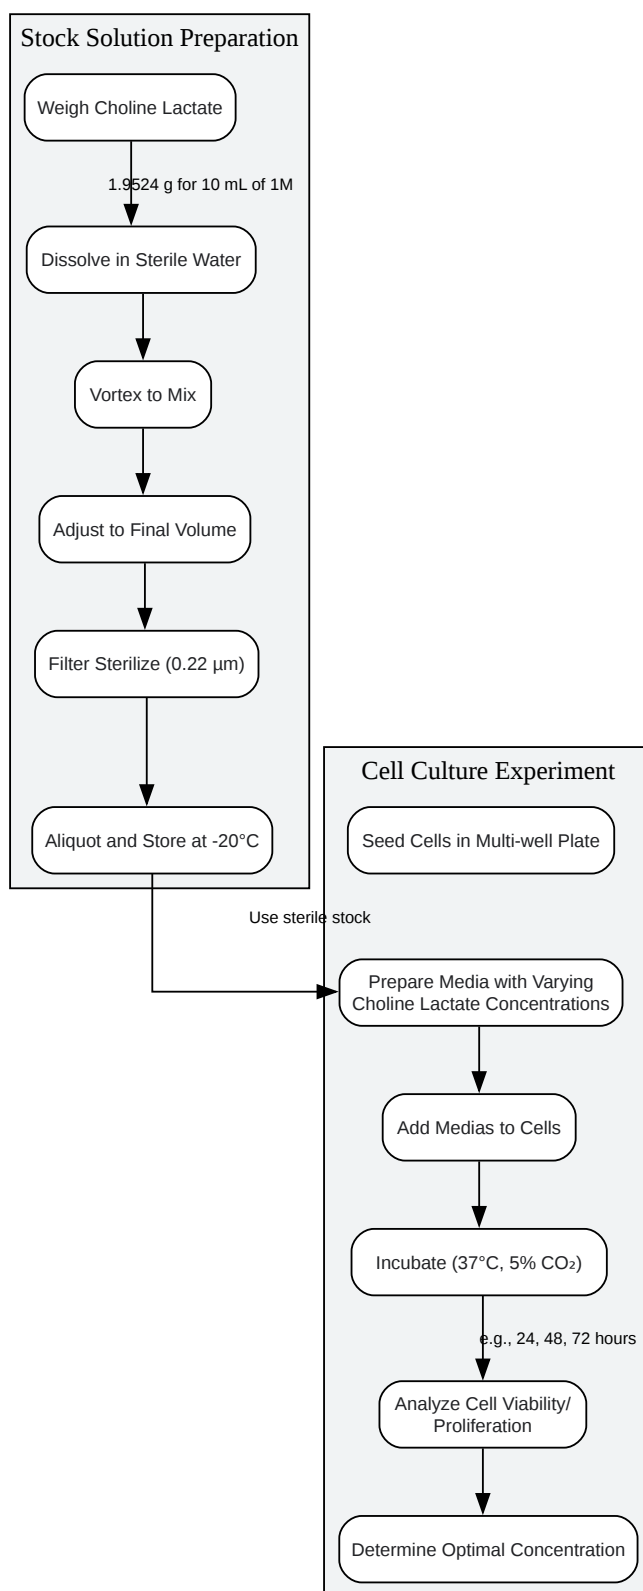 Stock Solution Preparation
Weigh Choline Lactate
1.9524 g for 10 mL of 1M
Dissolve in Sterile Water
Vortex to Mix
Adjust to Final Volume
Filter Sterilize (0.22 µm)
Aliquot and Store at -20°C
Use sterile stock
Cell Culture Experiment
Seed Cells in Multi-well Plate
Prepare Media with Varying
Choline Lactate Concentrations
Add Medias to Cells
Incubate (37°C, 5% CO₂)
e.g., 24, 48, 72 hours
Analyze Cell Viability/
Proliferation
Determine Optimal Concentration